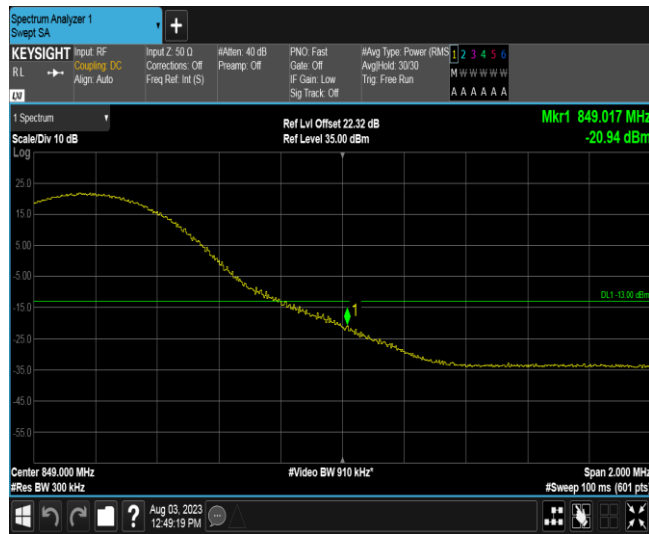 Spectrum Analyzer 1
Swept SA
+
KEYSIGHT
RL
LXI
Input: RF
Coupling: DC
Align: Auto
Input Z: 50 Ω
Corrections: Off
Freq Ref: Int (S)
#Atten: 40 dB
Preamp: Off
PNO: Fast
Gate: Off
IF Gain: Low
Sig Track: Off
#Avg Type: Power (RMS
Avg|Hold: 30/30
Trig: Free Run
1 2 3 4 5 6
M W W W W W
A A A A A A
1 Spectrum
Scale/Div 10 dB
Log
Ref Lvl Offset 22.32 dB
Ref Level 35.00 dBm
Mkr1 849.017 MHz
-20.94 dBm
25.0
15.0
5.00
-5.00
-15.0
-25.0
-35.0
-45.0
-55.0
1
DL1 -13.00 dBm
Center 849.000 MHz
#Res BW 300 kHz
#Video BW 910 kHz*
Span 2.000 MHz
#Sweep 100 ms (601 pts)
?
Aug 03, 2023
12:49:19 PM